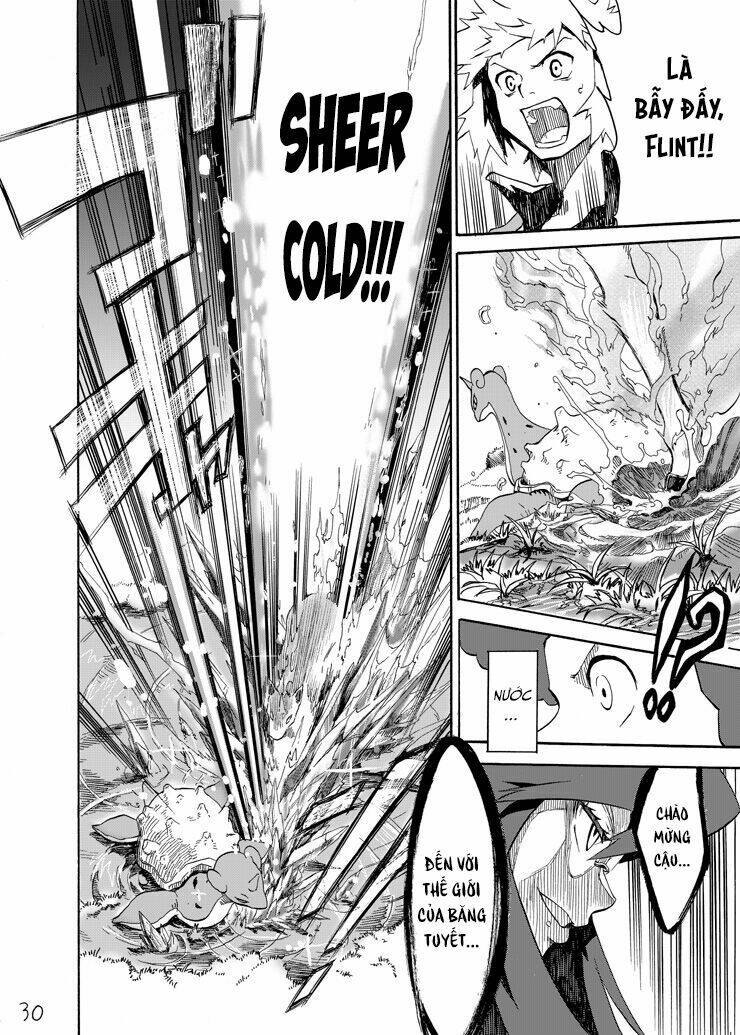 LÀ
BẪY ĐẤY,
FLINT!!
!?
NƯỚC
...
CHÀO
MỪNG
CẬU...
ĐẾN VỚI
THẾ GIỚI
CỦA BĂNG
TUYẾT...
SHEER
COLD!!!
30